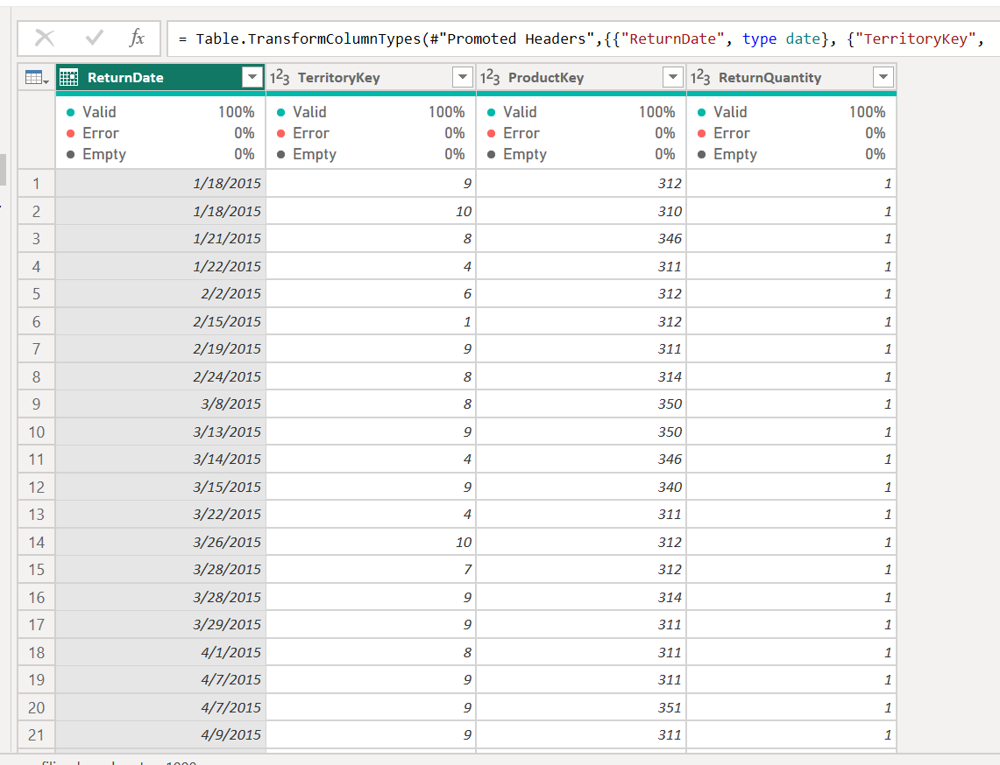 fx = Table.TransformColumnTypes(#"Promoted Headers",{{"ReturnDate", type date}, {"TerritoryKey",
ReturnDate 123 TerritoryKey 123 ProductKey 123 ReturnQuantity
Valid 100% Valid 100% Valid 100% Valid 100%
Error 0% Error 0% Error 0% Error 0%
Empty 0% Empty 0% Empty 0% Empty 0%
1 1/18/2015 9 312 1
2 1/18/2015 10 310 1
3 1/21/2015 8 346 1
4 1/22/2015 4 311 1
5 2/2/2015 6 312 1
6 2/15/2015 1 312 1
7 2/19/2015 9 311 1
8 2/24/2015 8 314 1
9 3/8/2015 8 350 1
10 3/13/2015 9 350 1
11 3/14/2015 4 346 1
12 3/15/2015 9 340 1
13 3/22/2015 4 311 1
14 3/26/2015 10 312 1
15 3/28/2015 7 312 1
16 3/28/2015 9 314 1
17 3/29/2015 9 311 1
18 4/1/2015 8 311 1
19 4/7/2015 9 311 1
20 4/7/2015 9 351 1
21 4/9/2015 9 311 1